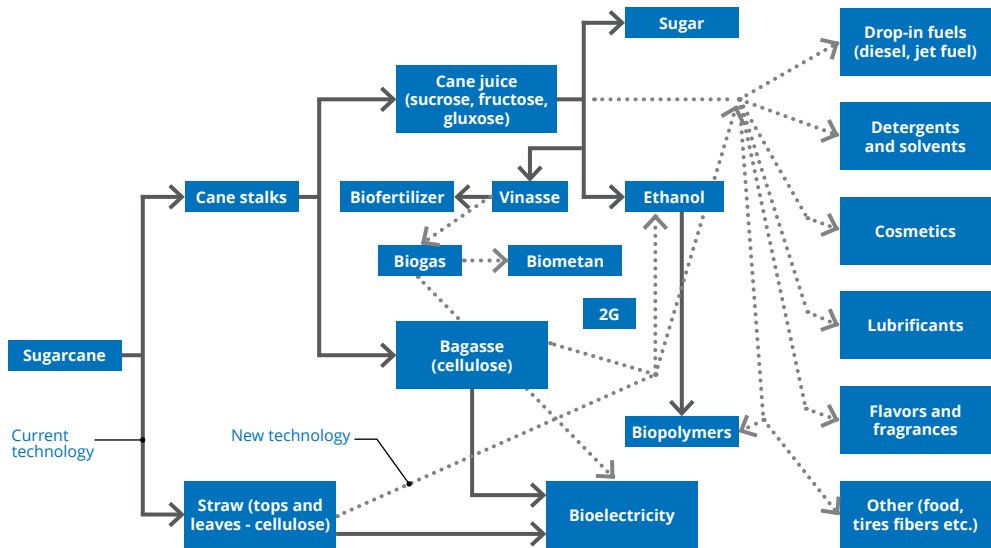 Sugar
Drop-in fuels
(diesel, jet fuel)
Cane juice
(sucrose, fructose,
gluxose)
Detergents
and solvents
Cane stalks
Biofertilizer
Vinasse
Ethanol
Cosmetics
Biogas
Biometan
2G
Lubrificants
Sugarcane
Bagasse
(cellulose)
Flavors and
fragrances
Biopolymers
Current
technology
New technology
Straw (tops and
leaves - cellulose)
Bioelectricity
Other (food,
tires fibers etc.)